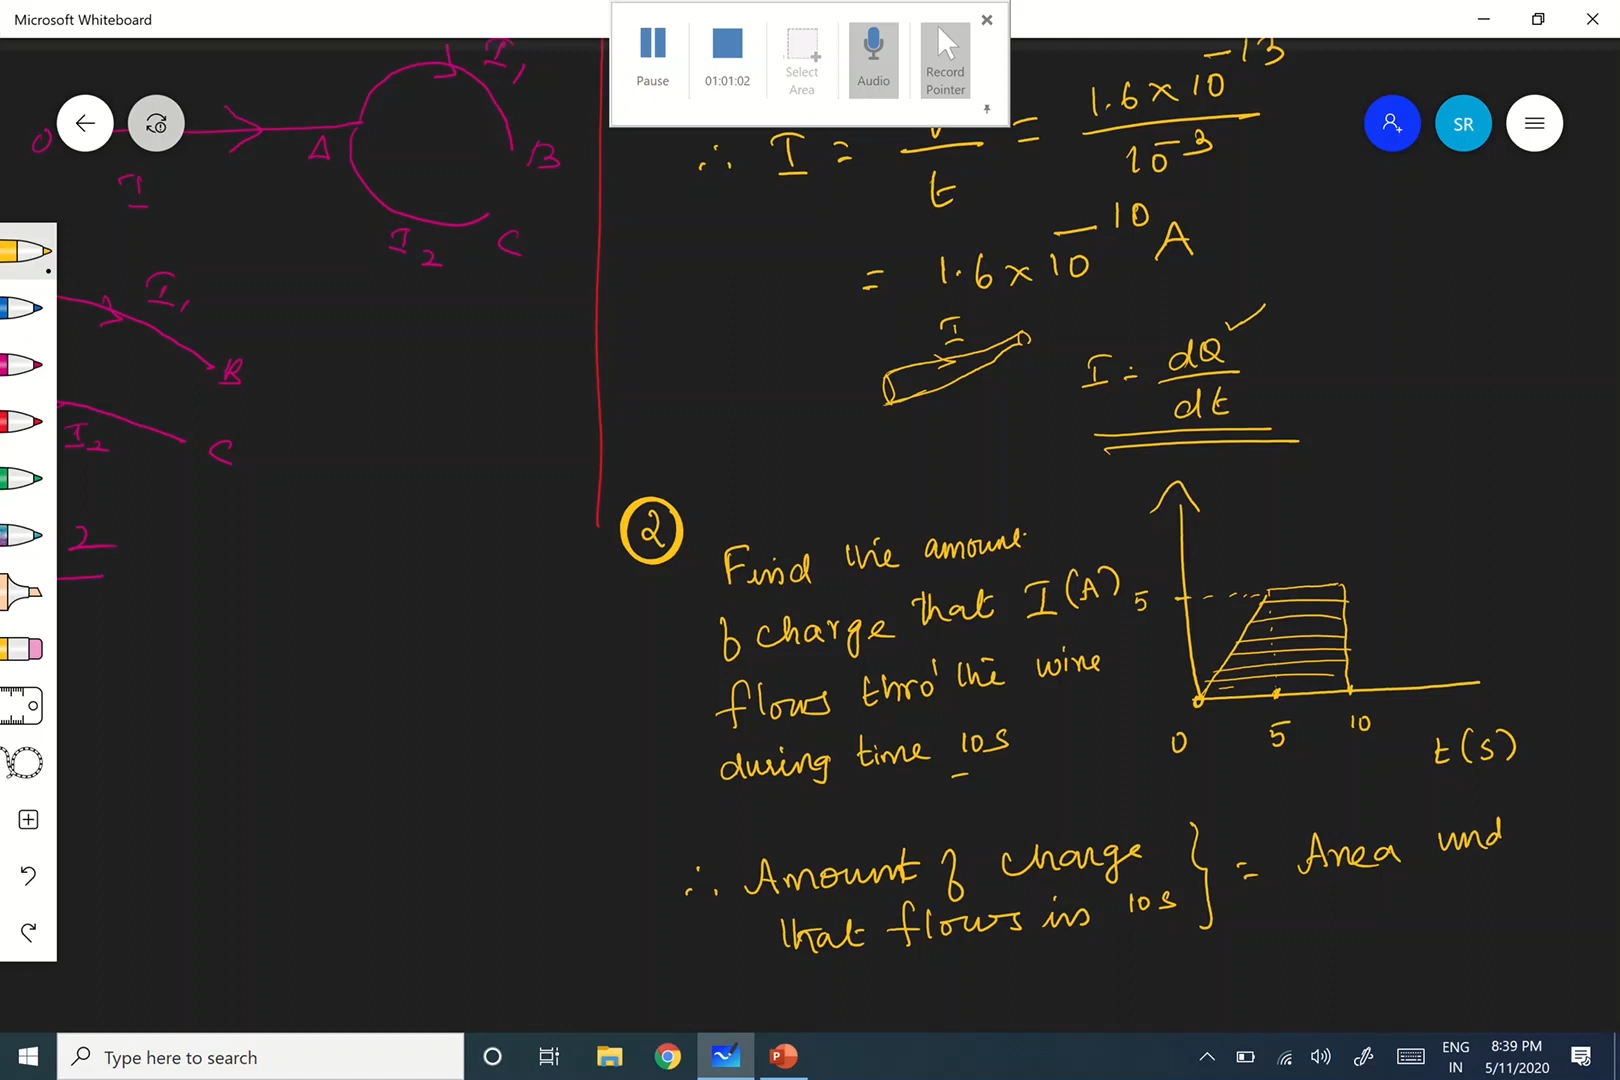 Microsoft Whiteboard
Pause
01:01:02
Select Area
Audio
Record Pointer
SR
O
I
A
I₁
B
I₂
C
I₁
B
I₂
C
2
∴ I = /t = 1.6 × 10⁻¹³ / 10⁻³
= 1.6 × 10⁻¹⁰ A
I
I = dQ/dt ✓
2
Find the amount
of charge that
flows thro' the wire
during time 10s
I(A)
5
0
5
10
t(s)
∴ Amount of charge
that flows in 10s } = Area und
Type here to search
ENG
IN
8:39 PM
5/11/2020